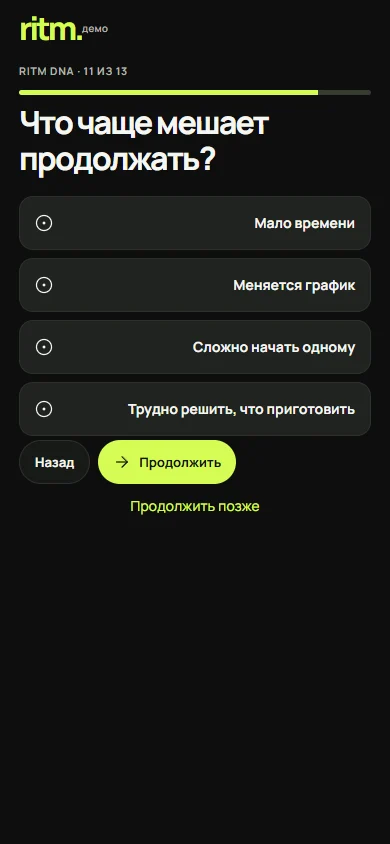 ritm. демо
RITM DNA · 11 ИЗ 13
Что чаще мешает
продолжать?
Мало времени
Меняется график
Сложно начать одному
Трудно решить, что приготовить
Назад
Продолжить
Продолжить позже